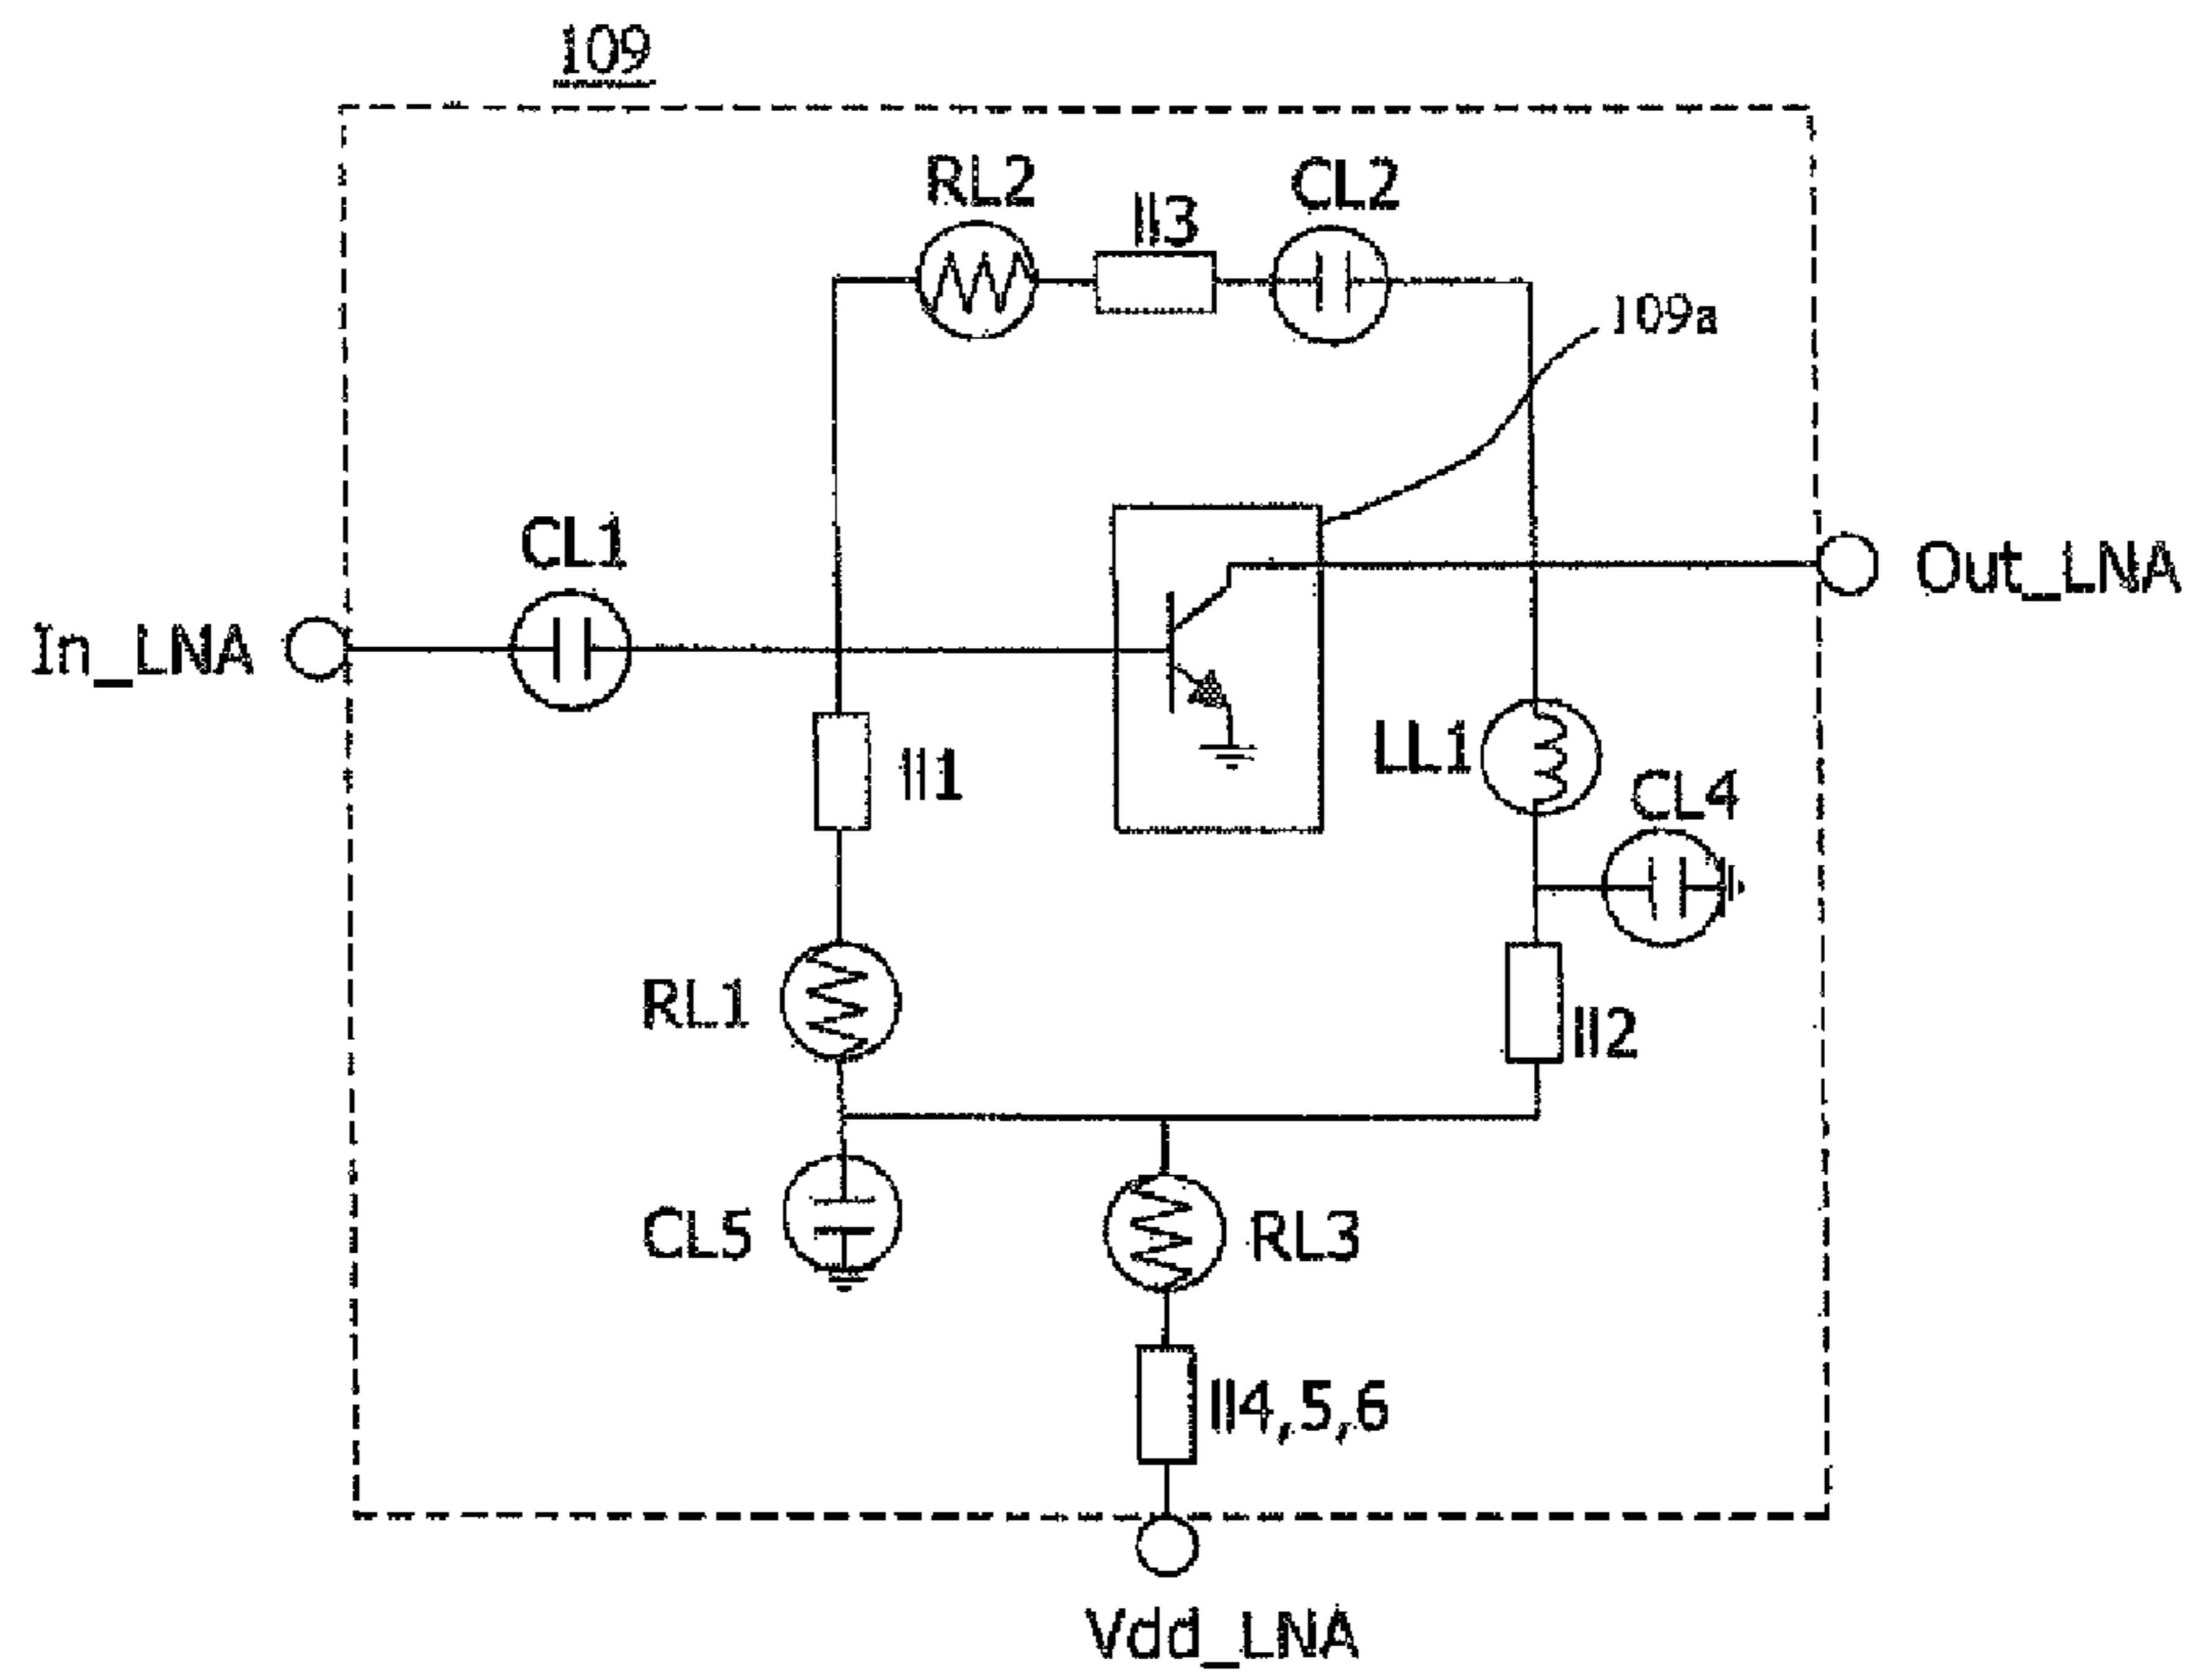 109
RL2
ll3
CL2
109a
CL1
Out_LNA
In_LNA
ll1
LL1
CL4
RL1
ll2
CL5
RL3
ll4,5,6
Vdd_LNA